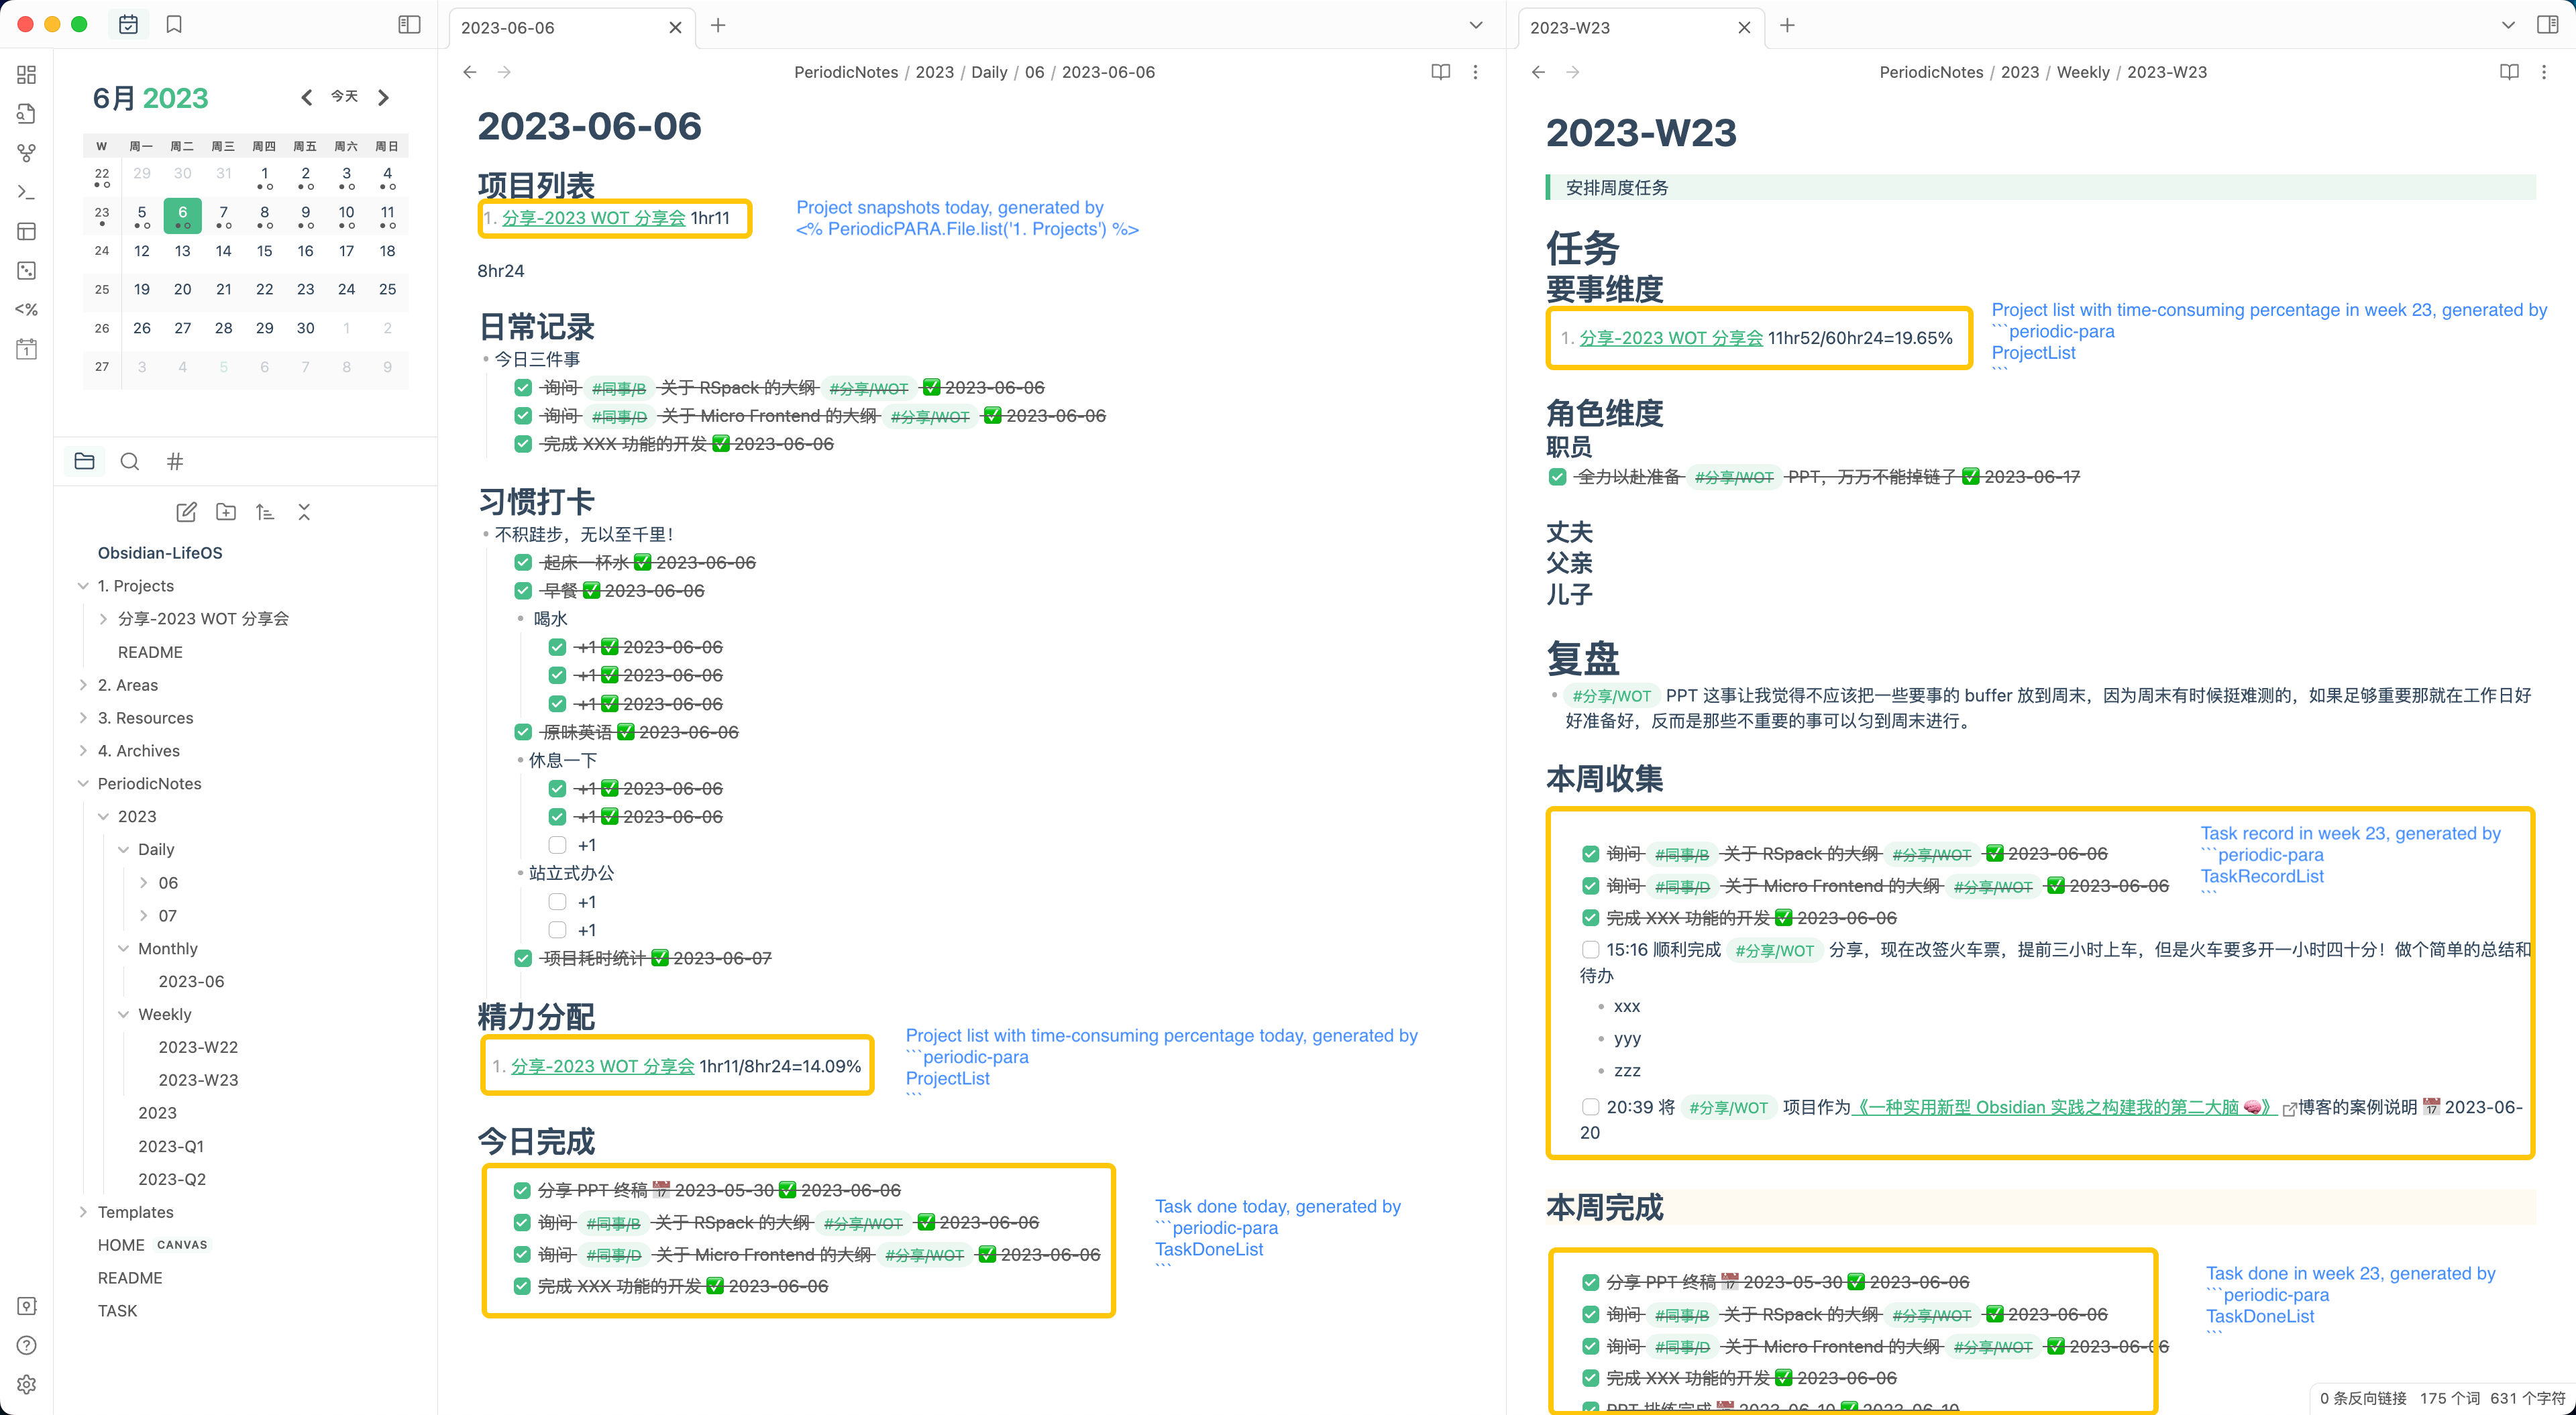 6月 2023
今天
W 周一 周二 周三 周四 周五 周六 周日
22 29 30 31 1 2 3 4
23 5 6 7 8 9 10 11
24 12 13 14 15 16 17 18
25 19 20 21 22 23 24 25
26 26 27 28 29 30 1 2
27 3 4 5 6 7 8 9
<%
1
Obsidian-LifeOS
1. Projects
分享-2023 WOT 分享会
README
2. Areas
3. Resources
4. Archives
PeriodicNotes
2023
Daily
06
07
Monthly
2023-06
Weekly
2023-W22
2023-W23
2023
2023-Q1
2023-Q2
Templates
HOME CANVAS
README
TASK
2023-06-06
PeriodicNotes / 2023 / Daily / 06 / 2023-06-06
2023-06-06
项目列表
1. 分享-2023 WOT 分享会 1hr11
Project snapshots today, generated by
<% PeriodicPARA.File.list('1. Projects') %>
8hr24
日常记录
今日三件事
询问 #同事/B 关于 RSpack 的大纲 #分享/WOT ✅ 2023-06-06
询问 #同事/D 关于 Micro Frontend 的大纲 #分享/WOT ✅ 2023-06-06
完成 XXX 功能的开发 ✅ 2023-06-06
习惯打卡
不积跬步，无以至千里！
起床一杯水 ✅ 2023-06-06
早餐 ✅ 2023-06-06
喝水
+1 ✅ 2023-06-06
+1 ✅ 2023-06-06
+1 ✅ 2023-06-06
原味英语 ✅ 2023-06-06
休息一下
+1 ✅ 2023-06-06
+1 ✅ 2023-06-06
+1
站立式办公
+1
+1
项目耗时统计 ✅ 2023-06-07
精力分配
1. 分享-2023 WOT 分享会 1hr11/8hr24=14.09%
Project list with time-consuming percentage today, generated by
```periodic-para
ProjectList
```
今日完成
分享 PPT 终稿 📅 2023-05-30 ✅ 2023-06-06
询问 #同事/B 关于 RSpack 的大纲 #分享/WOT ✅ 2023-06-06
询问 #同事/D 关于 Micro Frontend 的大纲 #分享/WOT ✅ 2023-06-06
完成 XXX 功能的开发 ✅ 2023-06-06
Task done today, generated by
```periodic-para
TaskDoneList
```
2023-W23
PeriodicNotes / 2023 / Weekly / 2023-W23
2023-W23
安排周度任务
任务
要事维度
1. 分享-2023 WOT 分享会 11hr52/60hr24=19.65%
Project list with time-consuming percentage in week 23, generated by
```periodic-para
ProjectList
```
角色维度
职员
全力以赴准备 #分享/WOT PPT，万万不能掉链子 ✅ 2023-06-17
丈夫
父亲
儿子
复盘
#分享/WOT PPT 这事让我觉得不应该把一些要事的 buffer 放到周末，因为周末有时候挺难测的，如果足够重要那就在工作日好
好准备好，反而是那些不重要的事可以匀到周末进行。
本周收集
询问 #同事/B 关于 RSpack 的大纲 #分享/WOT ✅ 2023-06-06
询问 #同事/D 关于 Micro Frontend 的大纲 #分享/WOT ✅ 2023-06-06
完成 XXX 功能的开发 ✅ 2023-06-06
15:16 顺利完成 #分享/WOT 分享，现在改签火车票，提前三小时上车，但是火车要多开一小时四十分！做个简单的总结和
待办
xxx
yyy
zzz
20:39 将 #分享/WOT 项目作为《一种实用新型 Obsidian 实践之构建我的第二大脑 🧠》博客的案例说明 📅 2023-06-
20
Task record in week 23, generated by
```periodic-para
TaskRecordList
```
本周完成
分享 PPT 终稿 📅 2023-05-30 ✅ 2023-06-06
询问 #同事/B 关于 RSpack 的大纲 #分享/WOT ✅ 2023-06-06
询问 #同事/D 关于 Micro Frontend 的大纲 #分享/WOT ✅ 2023-06-06
完成 XXX 功能的开发 ✅ 2023-06-06
PPT 排练完成 📅 2023-06-10 ✅ 2023-06-10
Task done in week 23, generated by
```periodic-para
TaskDoneList
```
0 条反向链接 175 个词 631 个字符